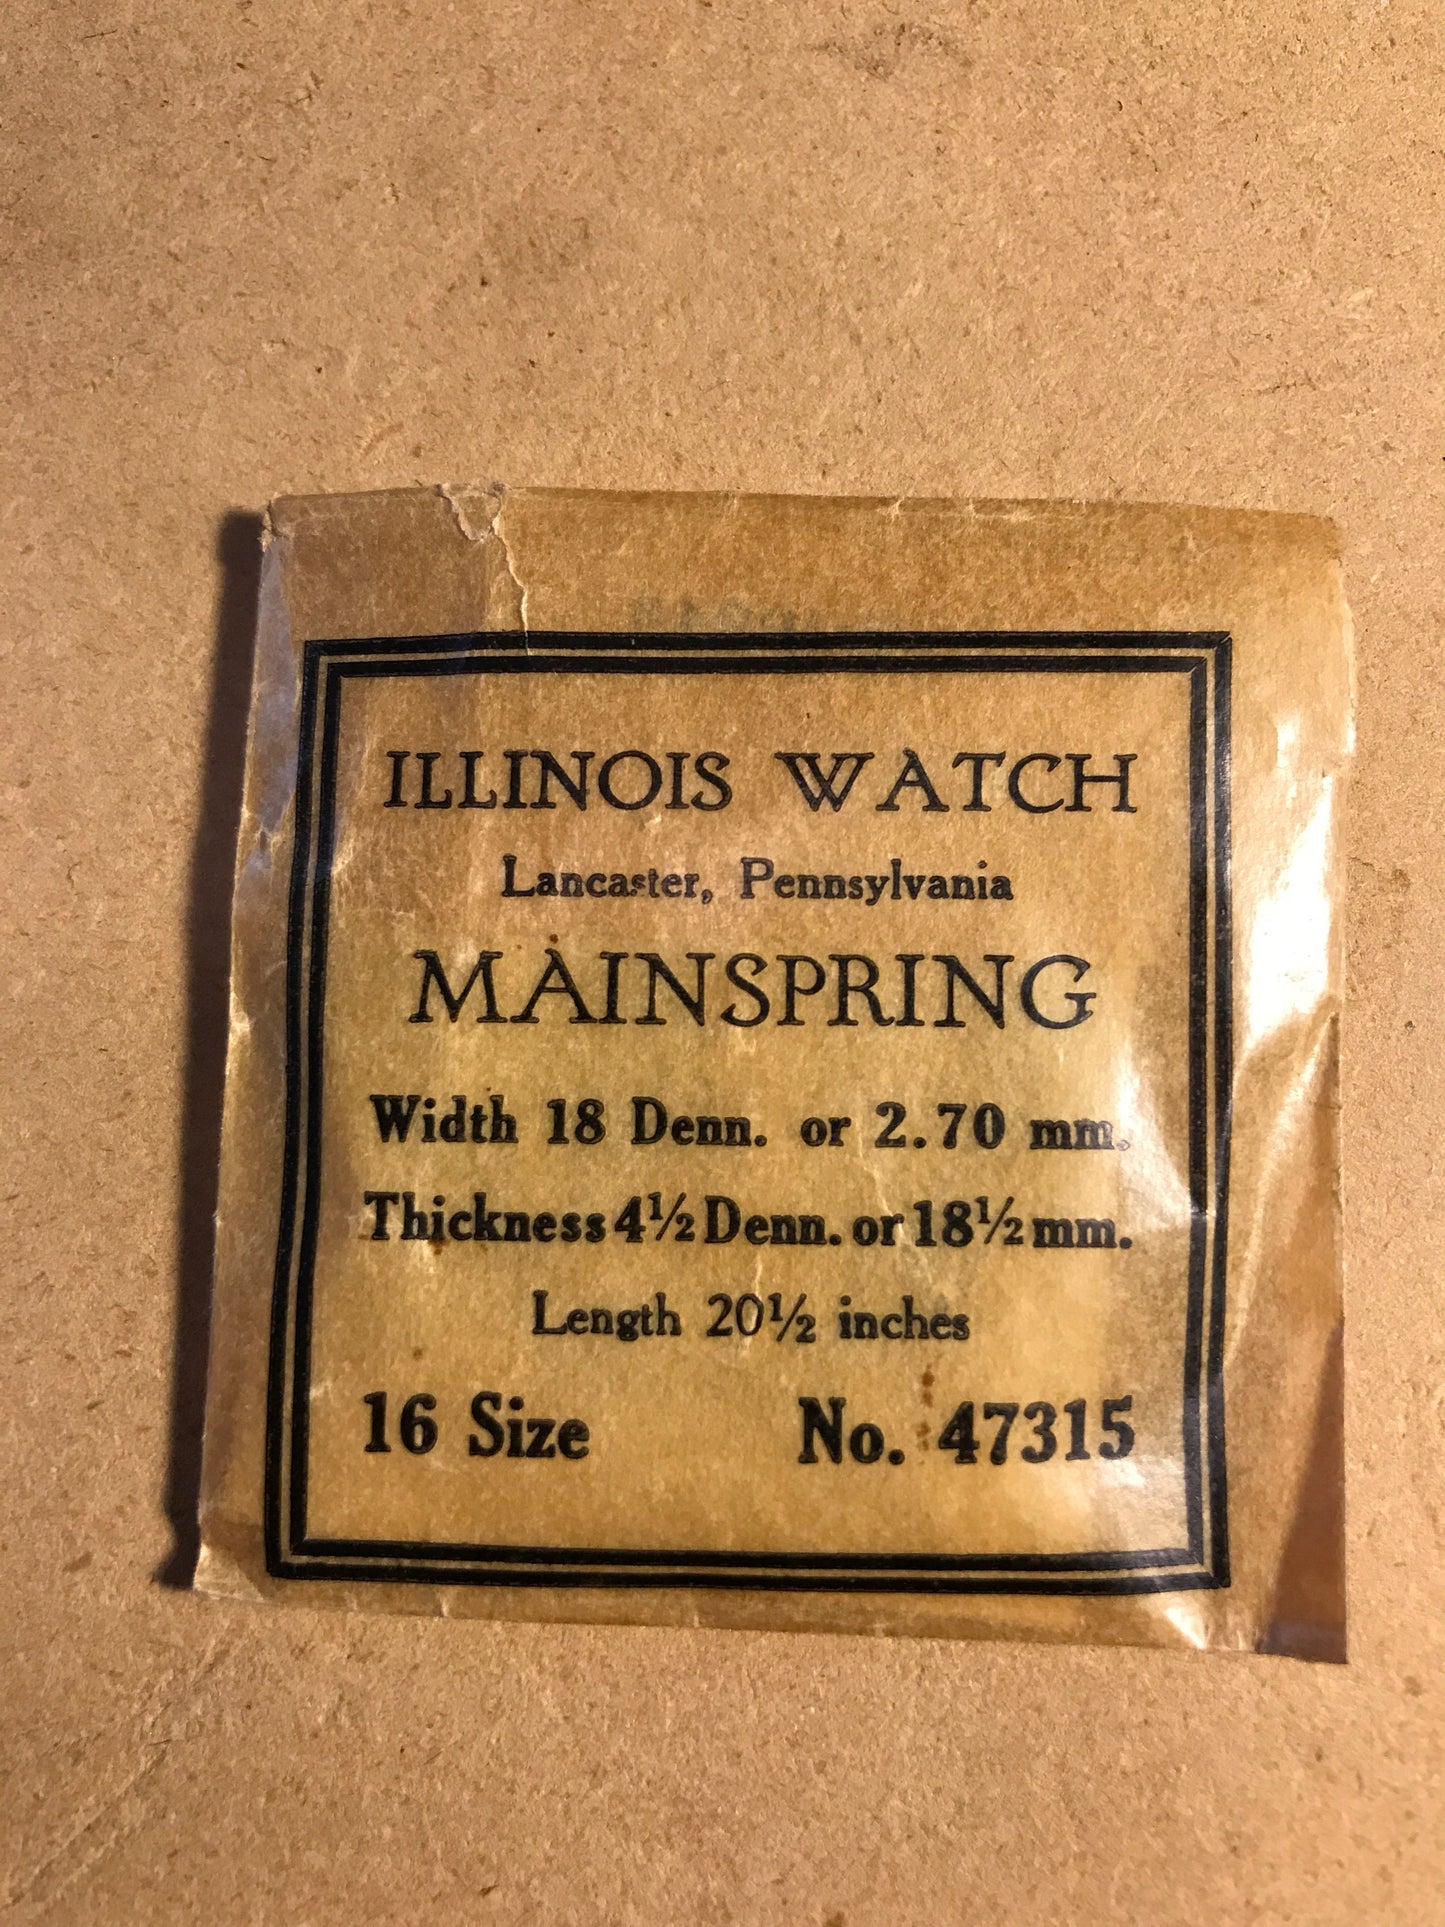 ILLINOIS WATCH
Lancaster, Pennsylvania
MAINSPRING
Width 18 Denn. or 2.70 mm.
Thickness 4½ Denn. or 18½ mm.
Length 20½ inches
16 Size No. 47315